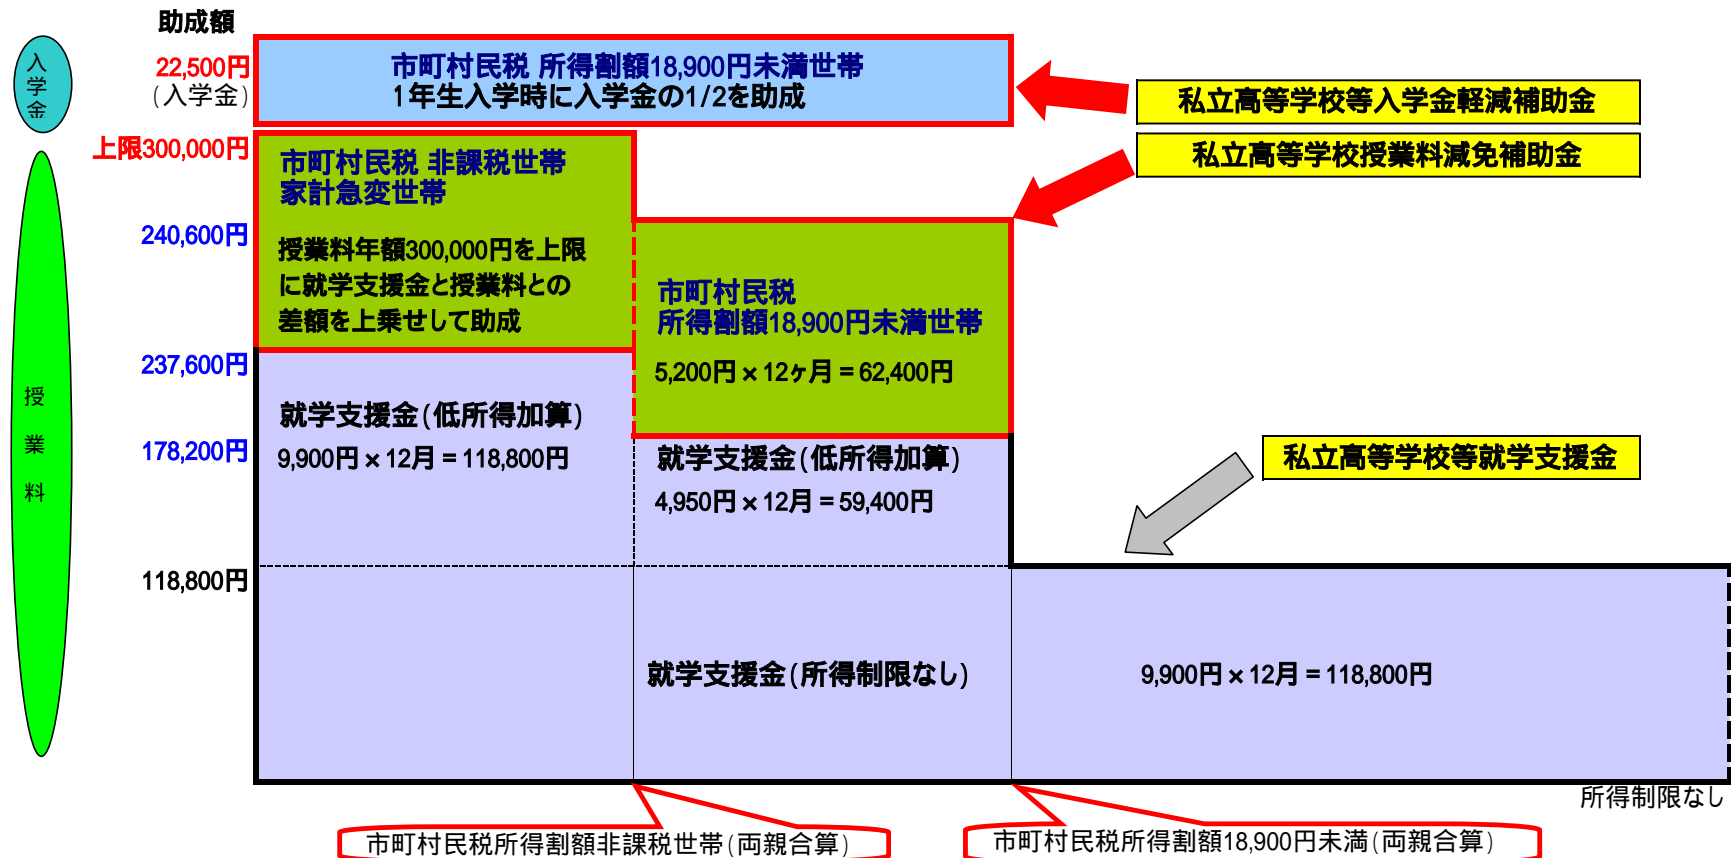 助成額
入学金
22,500円
(入学金)
市町村民税 所得割額18,900円未満世帯
1年生入学時に入学金の1/2を助成
私立高等学校等入学金軽減補助金
上限300,000円
市町村民税 非課税世帯
家計急変世帯
私立高等学校授業料減免補助金
240,600円
授業料年額300,000円を上限
に就学支援金と授業料との
差額を上乗せして助成
市町村民税
所得割額18,900円未満世帯
5,200円×12ヶ月=62,400円
237,600円
授業料
就学支援金(低所得加算)
9,900円×12月=118,800円
178,200円
就学支援金(低所得加算)
4,950円×12月=59,400円
私立高等学校等就学支援金
118,800円
就学支援金(所得制限なし)
9,900円×12月=118,800円
所得制限なし
市町村民税所得割額非課税世帯(両親合算)
市町村民税所得割額18,900円未満(両親合算)